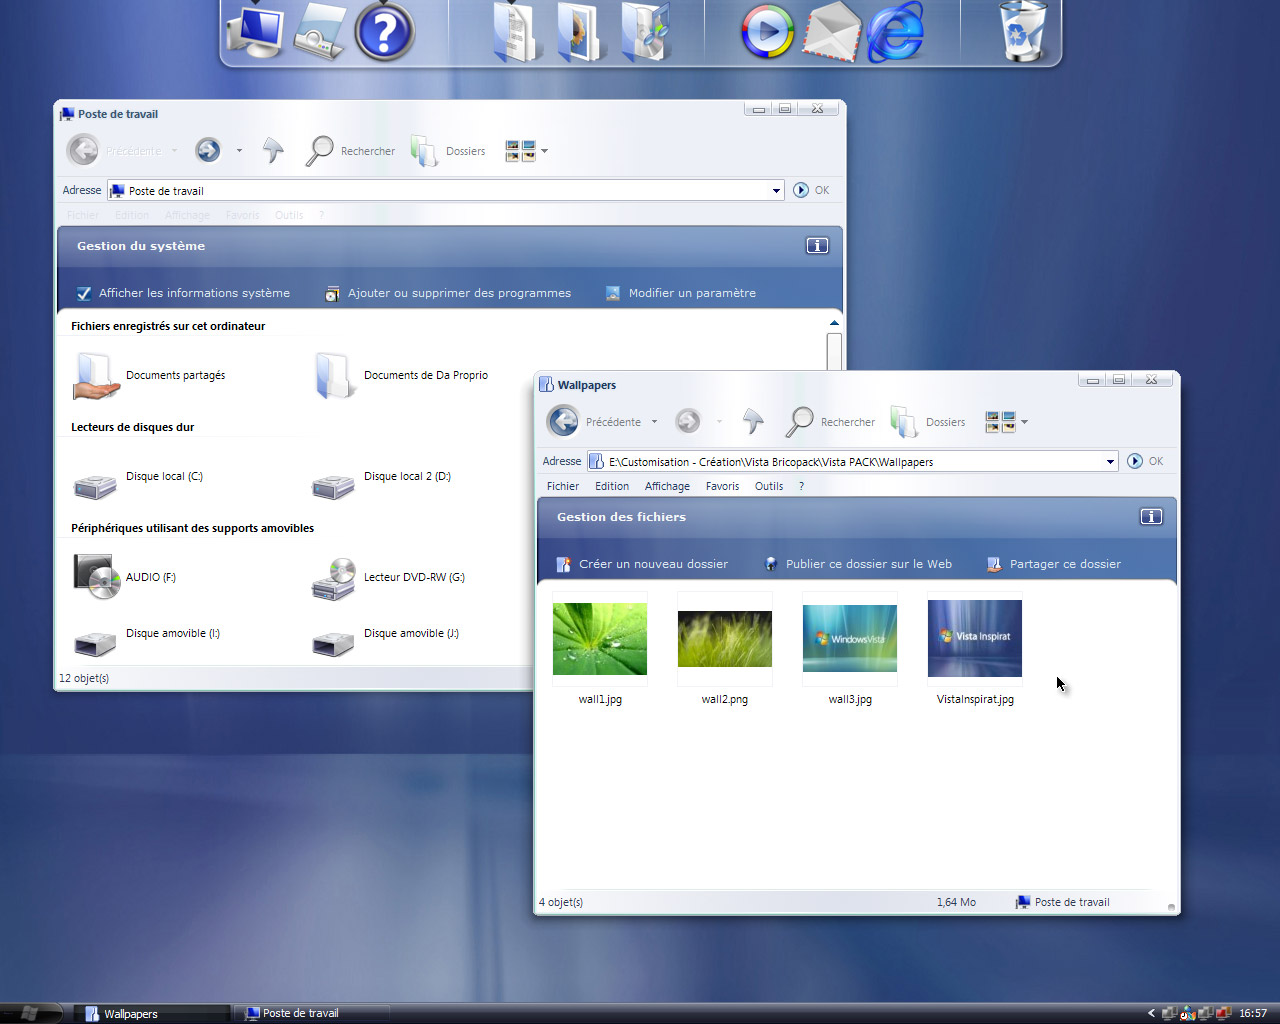 Poste de travail
Précédente
Rechercher
Dossiers
Adresse
Poste de travail
OK
Fichier Edition Affichage Favoris Outils ?
Gestion du système
Afficher les informations système
Ajouter ou supprimer des programmes
Modifier un paramètre
Fichiers enregistrés sur cet ordinateur
Documents partagés
Documents de Da Proprio
Lecteurs de disques dur
Disque local (C:)
Disque local 2 (D:)
Périphériques utilisant des supports amovibles
AUDIO (F:)
Lecteur DVD-RW (G:)
Disque amovible (I:)
Disque amovible (J:)
12 objet(s)
Wallpapers
Précédente
Rechercher
Dossiers
Adresse
E:\Customisation - Création\Vista Bricopack\Vista PACK\Wallpapers
OK
Fichier Edition Affichage Favoris Outils ?
Gestion des fichiers
Créer un nouveau dossier
Publier ce dossier sur le Web
Partager ce dossier
WindowsVista
Vista Inspirat
wall1.jpg
wall2.png
wall3.jpg
VistaInspirat.jpg
4 objet(s)
1,64 Mo
Poste de travail
Wallpapers
Poste de travail
16:57